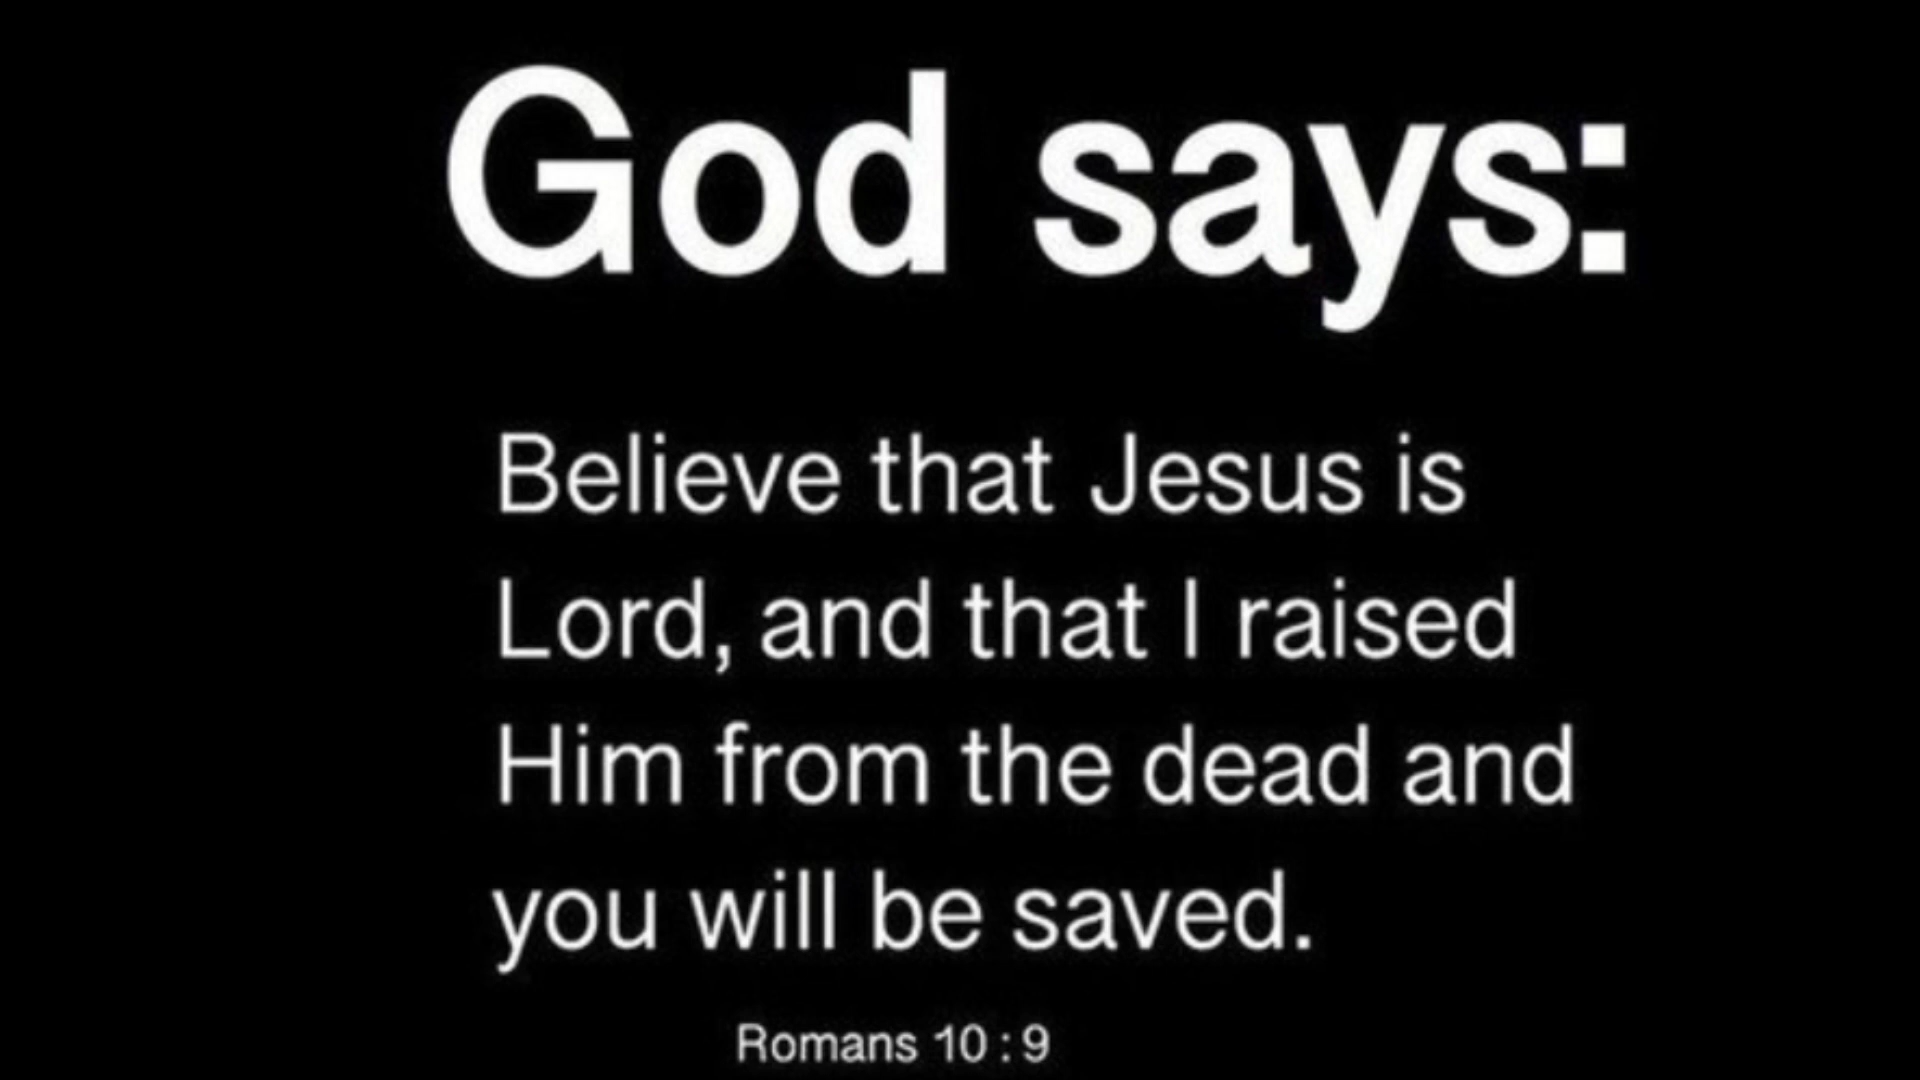 God says:
Believe that Jesus is
Lord, and that I raised
Him from the dead and
you will be saved.
Romans 10 : 9